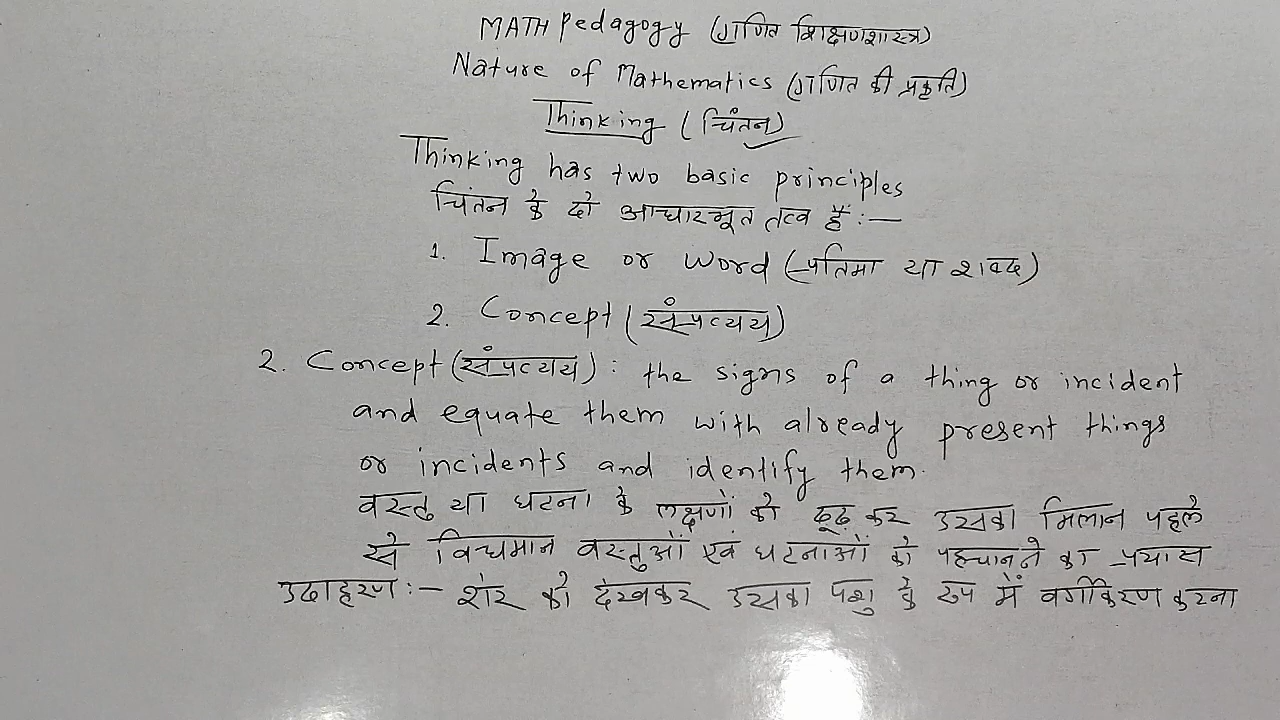 MATH Pedagogy (गणित शिक्षणशास्त्र)
Nature of Mathematics (गणित की प्रकृति)
Thinking (चिंतन)
Thinking has two basic principles
चिंतन के दो आधारभूत तत्व हैं :—
1. Image or Word (प्रतिमा या शब्द)
2. Concept (संप्रत्यय)
2. Concept (संप्रत्यय) : the signs of a thing or incident
and equate them with already present things
or incidents and identify them.
वस्तु या घटना के लक्षणों को ढूढ़ कर उसका मिलान पहले
से विधमान वस्तुओं एवं घटनाओं को पहचानने का प्रयास
उदाहरण :— शेर को देखकर उसका पशु के रूप में वर्गीकरण करना